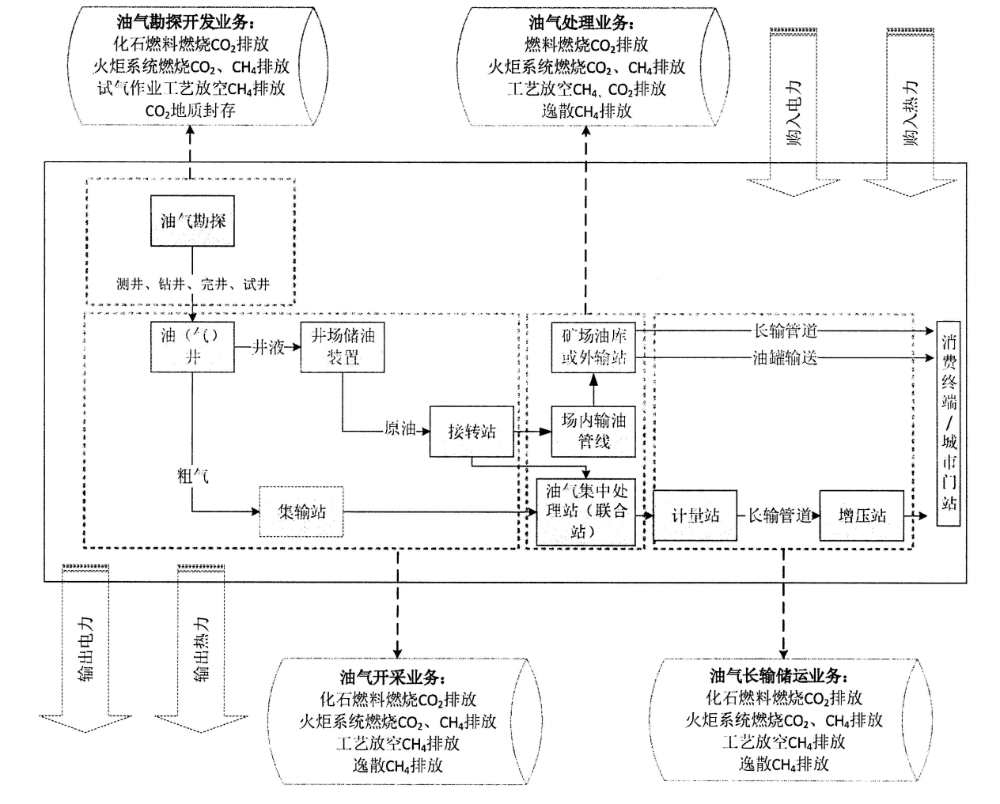 油气勘探开发业务：
化石燃料燃烧CO₂排放
火炬系统燃烧CO₂、CH₄排放
试气作业工艺放空CH₄排放
CO₂地质封存
油气处理业务：
燃料燃烧CO₂排放
火炬系统燃烧CO₂、CH₄排放
工艺放空CH₄、CO₂排放
逸散CH₄排放
购入电力
购入热力
油气勘探
测井、钻井、完井、试井
油（气）
井
井液
井场储油
装置
矿场油库
或外输站
长输管道
油罐输送
消费终端/城市门站
原油
接转站
场内输油
管线
粗气
集输站
油气集中处
理站（联合
站）
计量站
长输管道
增压站
输出电力
输出热力
油气开采业务：
化石燃料燃烧CO₂排放
火炬系统燃烧CO₂、CH₄排放
工艺放空CH₄排放
逸散CH₄排放
油气长输储运业务：
化石燃料燃烧CO₂排放
火炬系统燃烧CO₂、CH₄排放
工艺放空CH₄排放
逸散CH₄排放